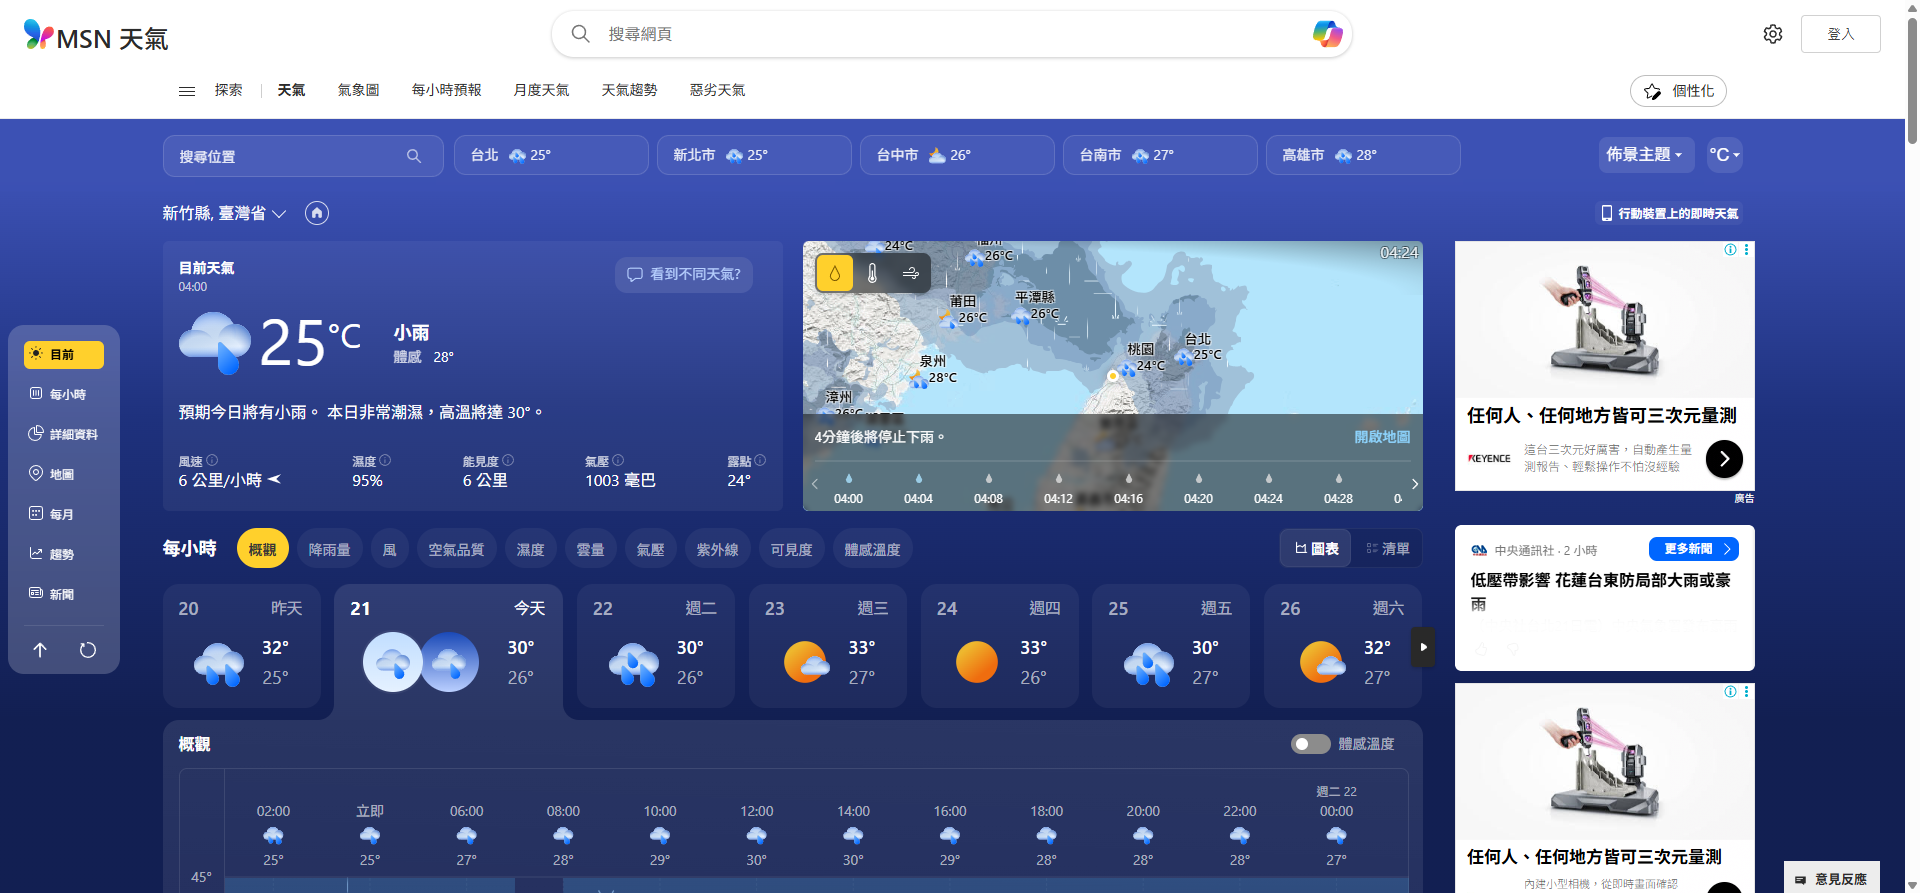 MSN 天氣
搜尋網頁
登入
探索
天氣
氣象圖
每小時預報
月度天氣
天氣趨勢
惡劣天氣
個性化
搜尋位置
台北 25°
新北市 25°
台中市 26°
台南市 27°
高雄市 28°
佈景主題
°C
新竹縣, 臺灣省
行動裝置上的即時天氣
目前
每小時
詳細資料
地圖
每月
趨勢
新聞
目前天氣
04:00
看到不同天氣?
25°C
小雨
體感 28°
預期今日將有小雨。 本日非常潮濕，高溫將達 30°。
風速 濕度 能見度 氣壓 露點
6 公里/小時 95% 6 公里 1003 毫巴 24°
04:24
24°C
26°C
莆田
26°C
平潭縣
26°C
台北
25°C
桃園
24°C
泉州
28°C
漳州
26°C
4分鐘後將停止下雨。
開啟地圖
04:00 04:04 04:08 04:12 04:16 04:20 04:24 04:28
任何人、任何地方皆可三次元量測
KEYENCE
這台三次元好厲害，自動產生量
測報告、輕鬆操作不怕沒經驗
廣告
每小時
概觀
降雨量
風
空氣品質
濕度
雲量
氣壓
紫外線
可見度
體感溫度
圖表
清單
20 昨天
32°
25°
21 今天
30°
26°
22 週二
30°
26°
23 週三
33°
27°
24 週四
33°
26°
25 週五
30°
27°
26 週六
32°
27°
CNA 中央通訊社 · 2 小時
更多新聞
低壓帶影響 花蓮台東防局部大雨或豪
雨
概觀
體感溫度
週二 22
02:00 立即 06:00 08:00 10:00 12:00 14:00 16:00 18:00 20:00 22:00 00:00
25° 25° 27° 28° 29° 30° 30° 29° 28° 28° 28° 27°
45°
任何人、任何地方皆可三次元量測
內建小型相機，從即時畫面確認
意見反應